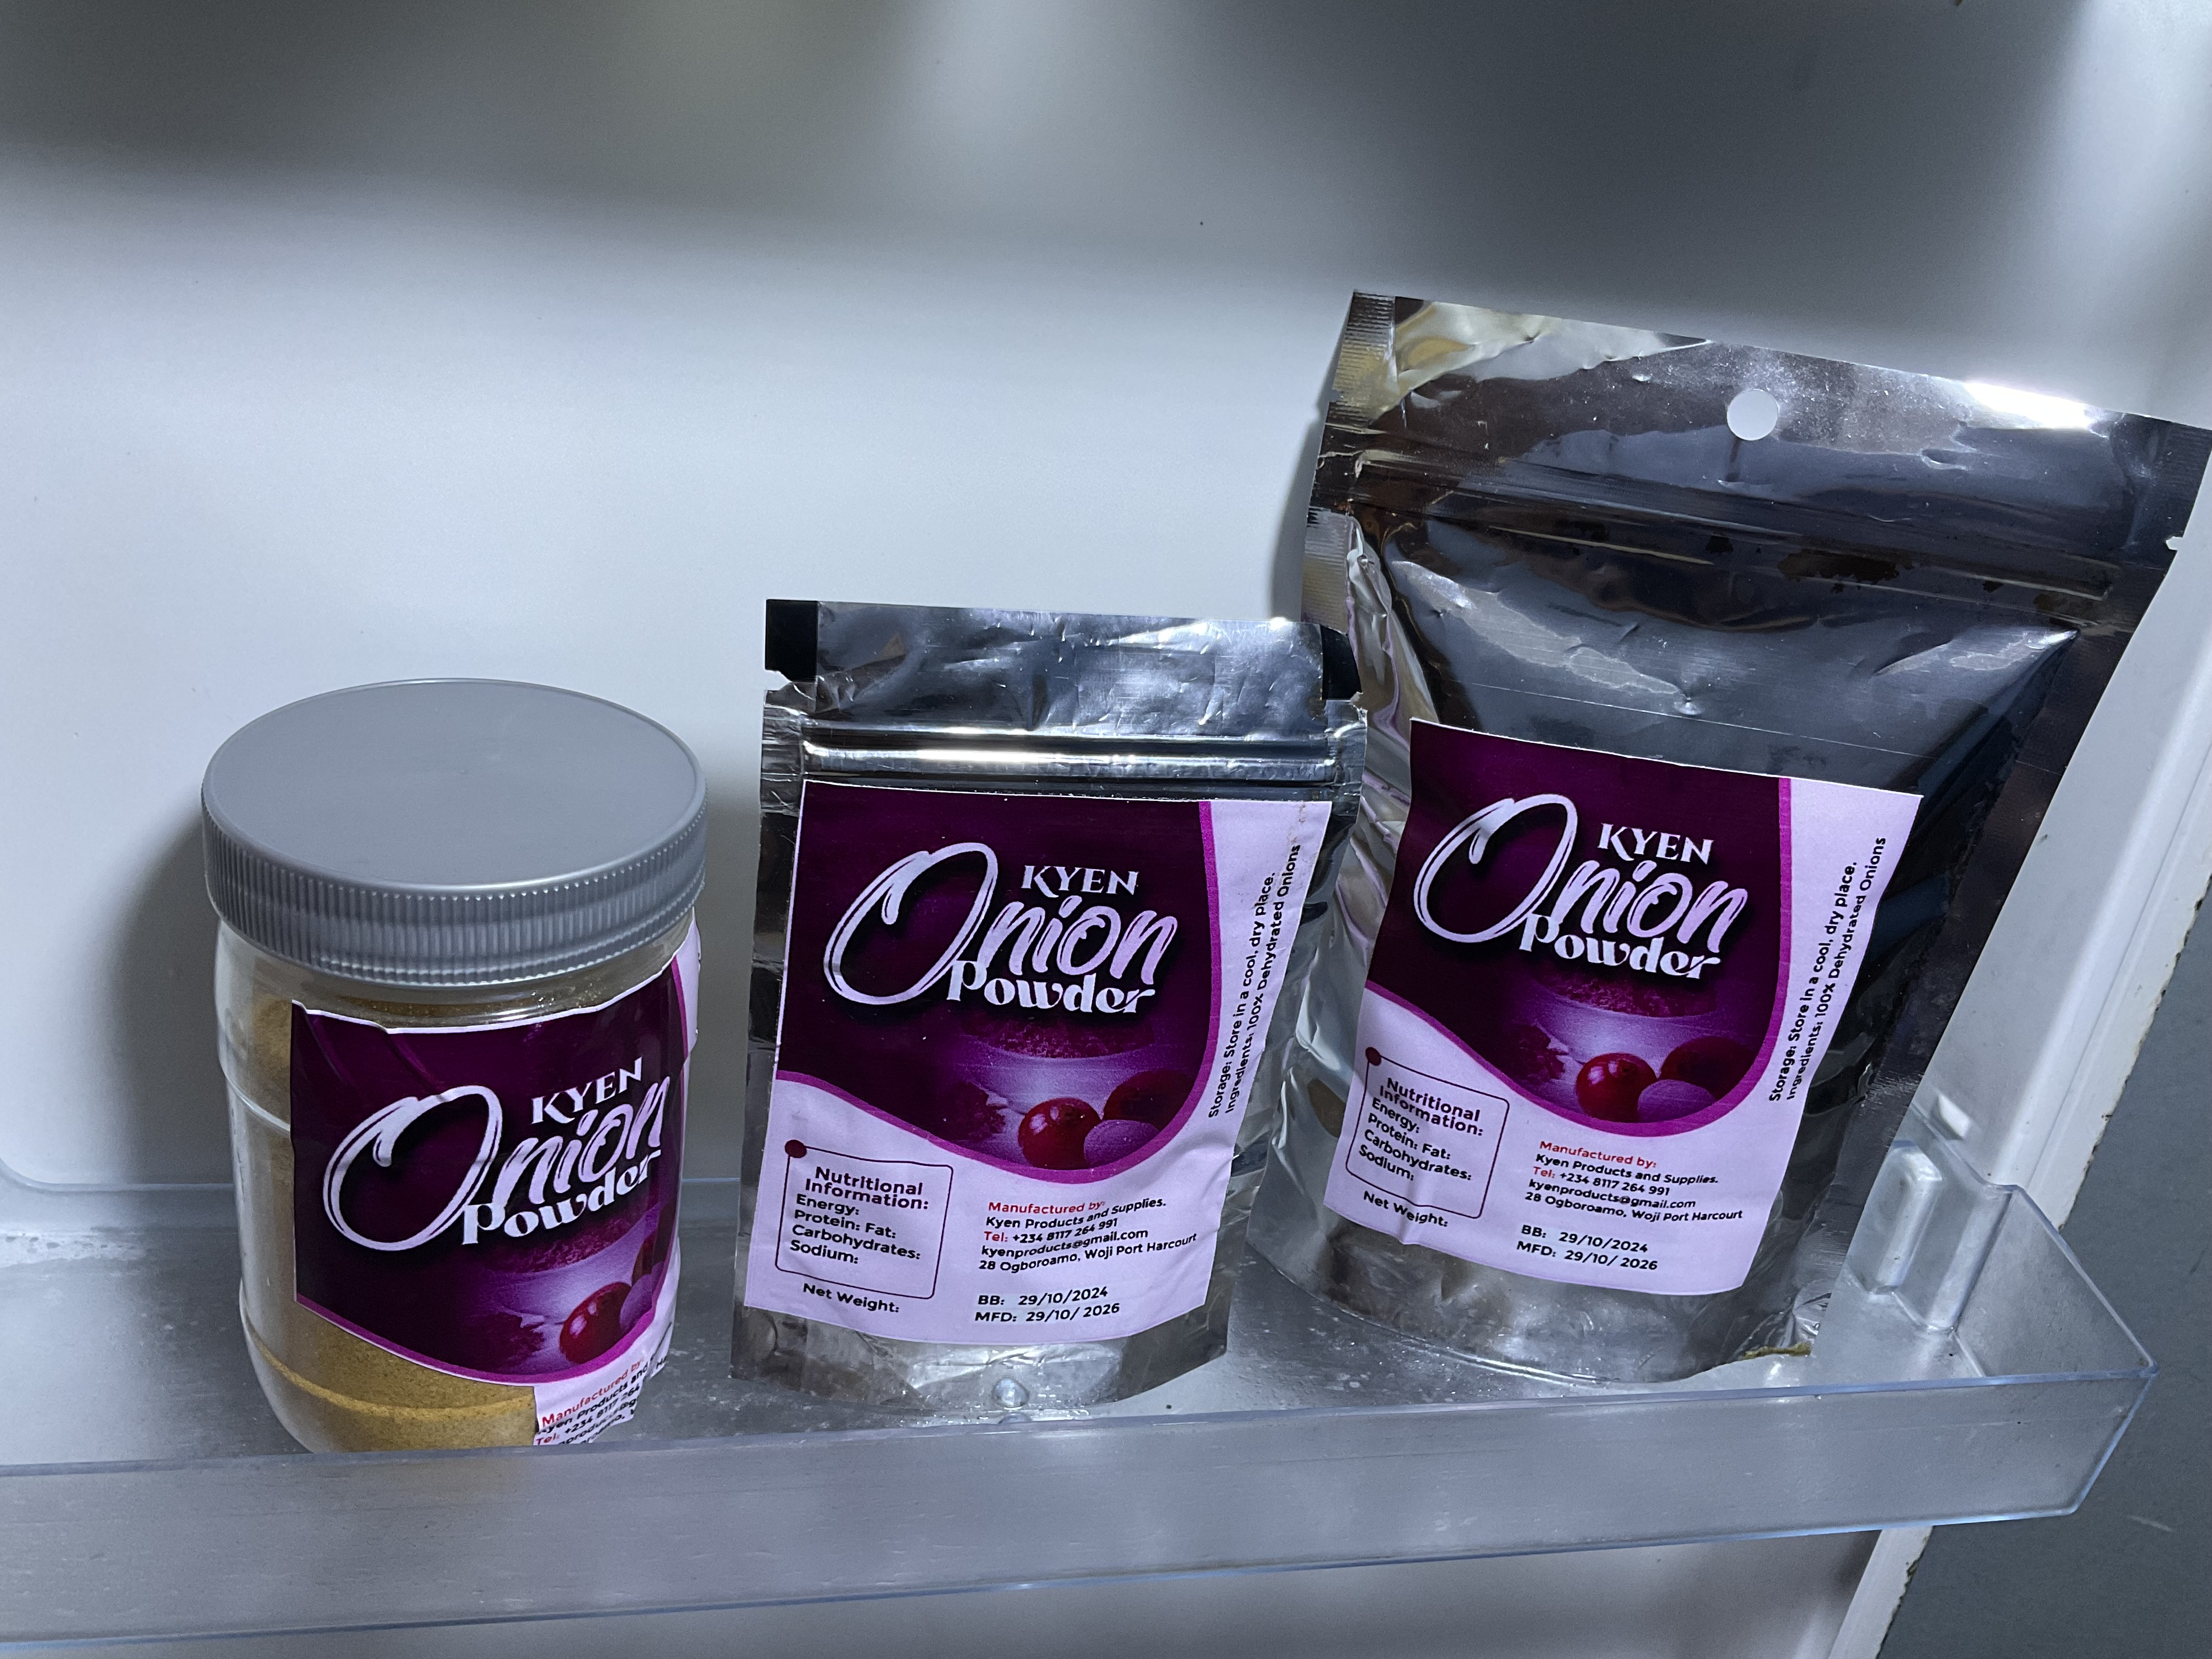 KYEN
Onion
Powder
Manufactured by:
Kyen Products and
Tel: +234 8117 264
KYEN
Onion
Powder
Storage: Store in a cool, dry place.
Ingredients: 100% Dehydrated Onions
Nutritional
Information:
Energy:
Protein: Fat:
Carbohydrates:
Sodium:
Net Weight:
Manufactured by:
Kyen Products and Supplies.
Tel: +234 8117 264 991
kyenproducts@gmail.com
28 Ogboroamo, Woji Port Harcourt
BB: 29/10/2024
MFD: 29/10/ 2026
KYEN
Onion
Powder
Storage: Store in a cool, dry place.
Ingredients: 100% Dehydrated Onions
Nutritional
Information:
Energy:
Protein: Fat:
Carbohydrates:
Sodium:
Net Weight:
Manufactured by:
Kyen Products and Supplies.
Tel: +234 8117 264 991
kyenproducts@gmail.com
28 Ogboroamo, Woji Port Harcourt
BB: 29/10/2024
MFD: 29/10/ 2026